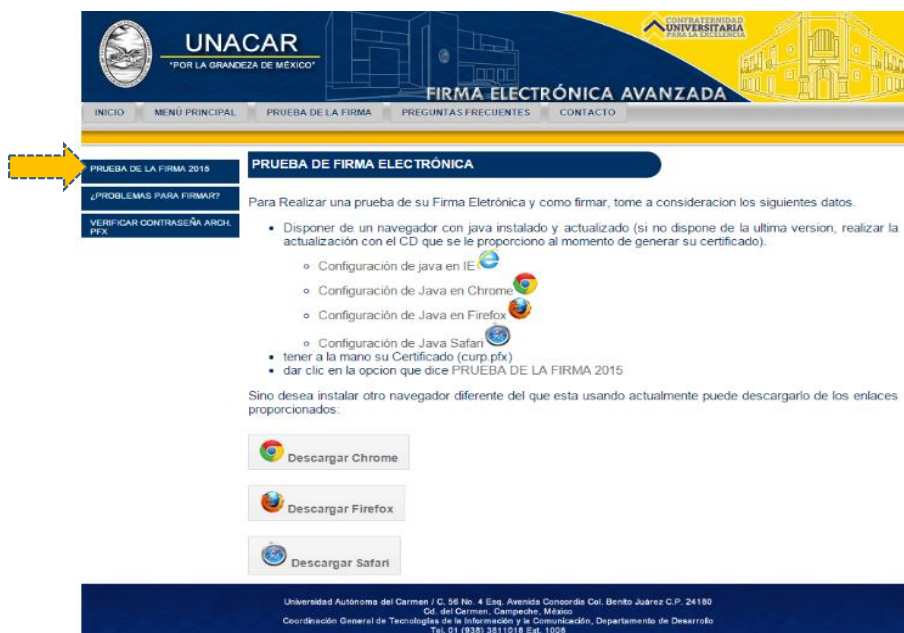 UNACAR
"POR LA GRANDEZA DE MÉXICO"
CONFRATERNIDAD
UNIVERSITARIA
PARA LA EXCELENCIA
FIRMA ELECTRÓNICA AVANZADA
INICIO MENÚ PRINCIPAL PRUEBA DE LA FIRMA PREGUNTAS FRECUENTES CONTACTO
PRUEBA DE LA FIRMA 2015
¿PROBLEMAS PARA FIRMAR?
VERIFICAR CONTRASEÑA ARCH.
PFX
PRUEBA DE FIRMA ELECTRÓNICA
Para Realizar una prueba de su Firma Eletrónica y como firmar, tome a consideracion los siguientes datos.
• Disponer de un navegador con java instalado y actualizado (si no dispone de la ultima version, realizar la
actualización con el CD que se le proporciono al momento de generar su certificado).
◦ Configuración de java en IE
◦ Configuración de Java en Chrome
◦ Configuración de Java en Firefox
◦ Configuración de Java Safari
• tener a la mano su Certificado (curp.pfx)
• dar clic en la opcion que dice PRUEBA DE LA FIRMA 2015
Sino desea instalar otro navegador diferente del que esta usando actualmente puede descargarlo de los enlaces
proporcionados:
Descargar Chrome
Descargar Firefox
Descargar Safari
Universidad Autónoma del Carmen / C. 56 No. 4 Esq. Avenida Concordia Col. Benito Juárez C.P. 24180
Cd. del Carmen, Campeche, México
Coordinación General de Tecnologías de la Información y la Comunicación, Departamento de Desarrollo
Tel. 01 (938) 3811018 Ext. 1008